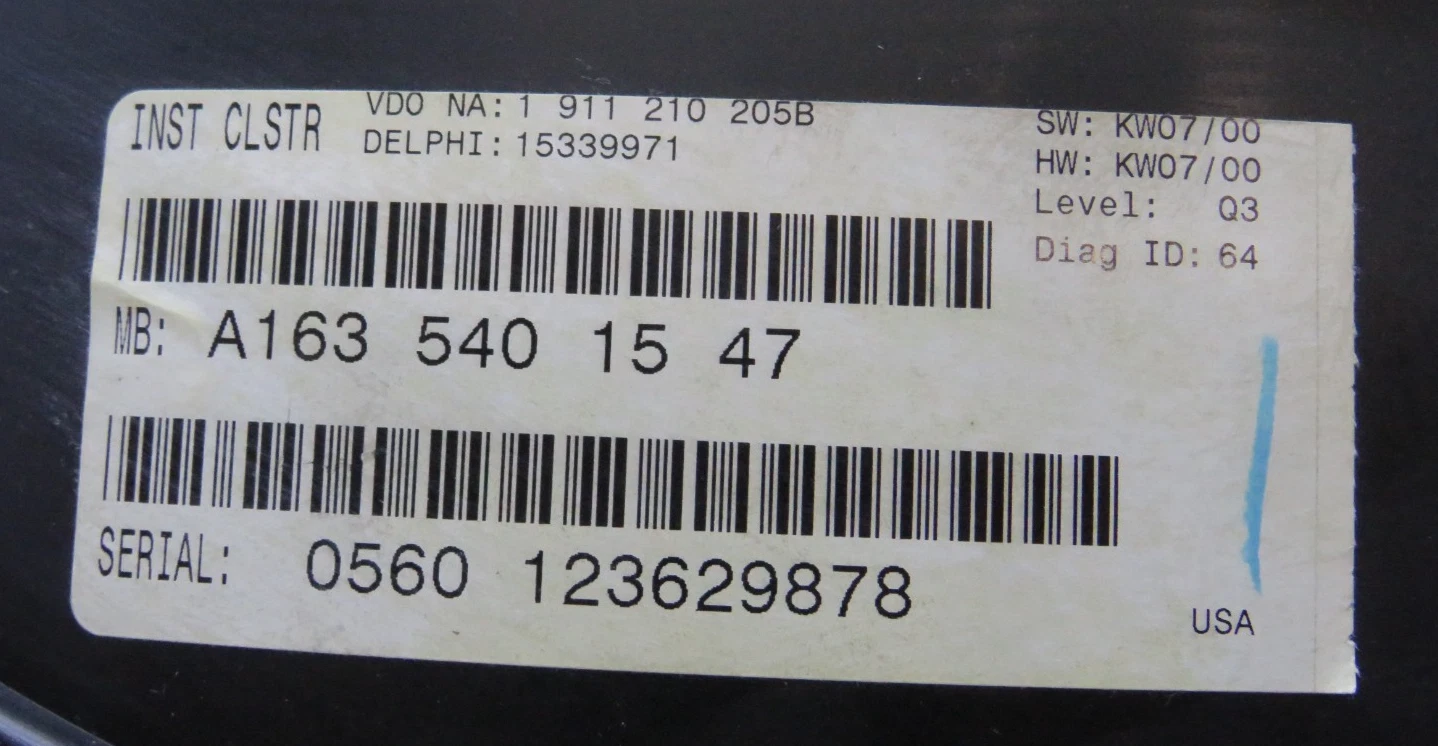 INST CLSTR
VDO NA: 1 911 210 205B
DELPHI: 15339971
SW: KW07/00
HW: KW07/00
Level: Q3
Diag ID: 64
MB: A163 540 15 47
SERIAL: 0560 123629878
USA